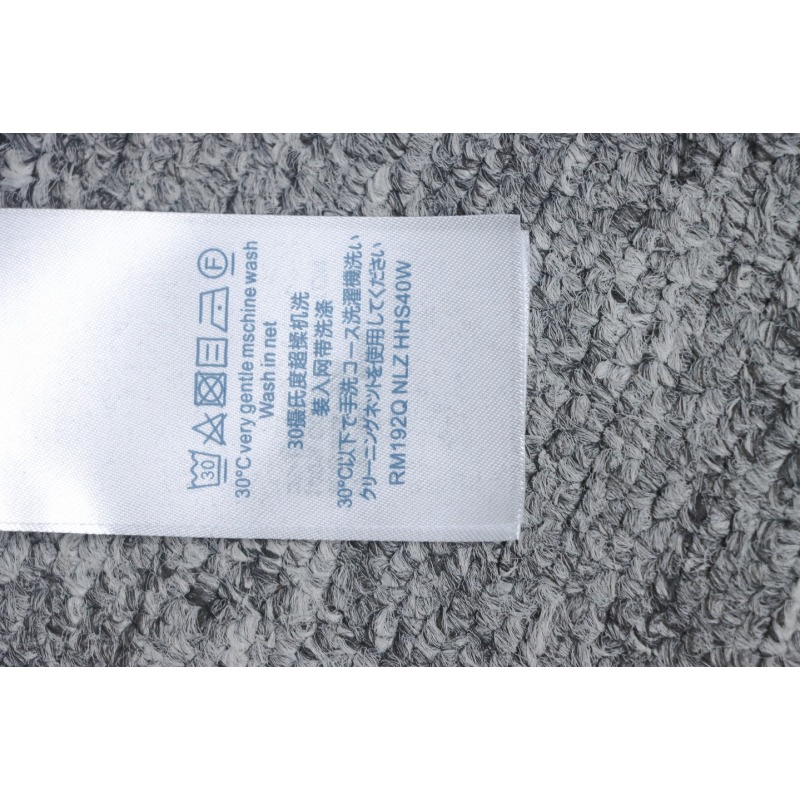 30
F
30°C very gentle mschine wash
Wash in net
30摄氏度超揉机洗
装入网带洗涤
30°C以下で手洗コース洗濯機洗い
クリーニングネットを使用してください
RM192Q NLZ HHS40W